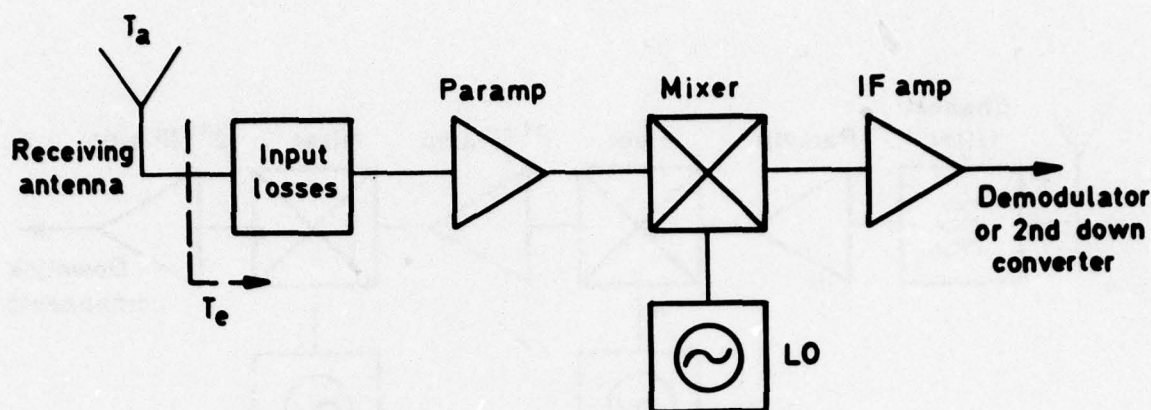 Tₐ
Receiving
antenna
Tₑ
Input
losses
Paramp
Mixer
LO
IF amp
Demodulator
or 2nd down
converter